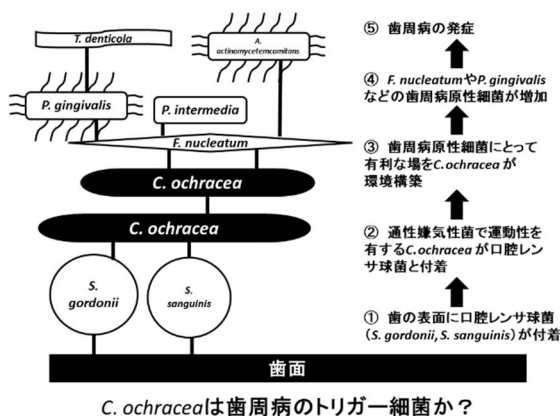 T. denticola
A.
actinomycetemcomitans
P. gingivalis
P. intermedia
F. nucleatum
C. ochracea
C. ochracea
S.
gordonii
S.
sanguinis
歯面
⑤ 歯周病の発症
④ F. nucleatumやP. gingivalis
などの歯周病原性細菌が増加
③ 歯周病原性細菌にとって
有利な場をC.ochraceaが
環境構築
② 通性嫌気性菌で運動性を
有するC.ochraceaが口腔レン
サ球菌と付着
① 歯の表面に口腔レンサ球菌
(S. gordonii, S. sanguinis)が付着
C. ochraceaは歯周病のトリガー細菌か?